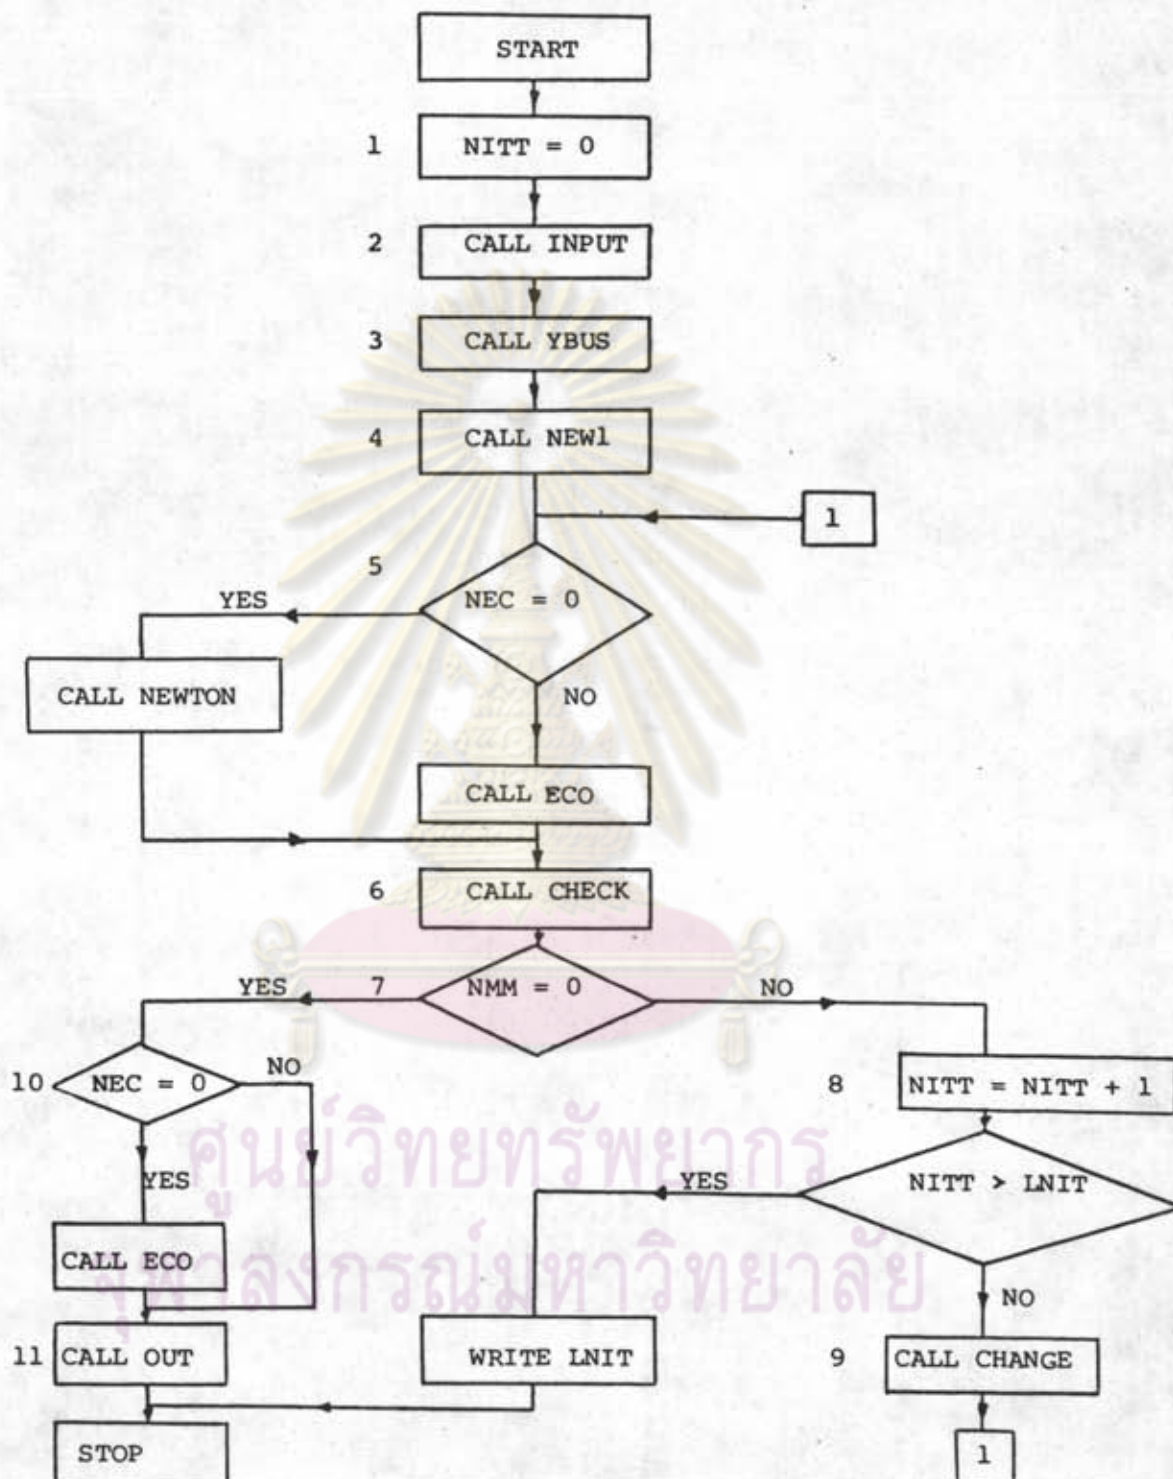 START
1 NITT = 0
2 CALL INPUT
3 CALL YBUS
4 CALL NEW1
1
5 NEC = 0
YES
NO
CALL NEWTON
CALL ECO
6 CALL CHECK
YES 7 NMM = 0 NO
10 NEC = 0 NO
8 NITT = NITT + 1
YES
YES
NITT > LNIT
ศูนย์วิทยทรัพยากร
CALL ECO
จุฬาลงกรณ์มหาวิทยาลัย
NO
11 CALL OUT
WRITE LNIT
9 CALL CHANGE
STOP
1